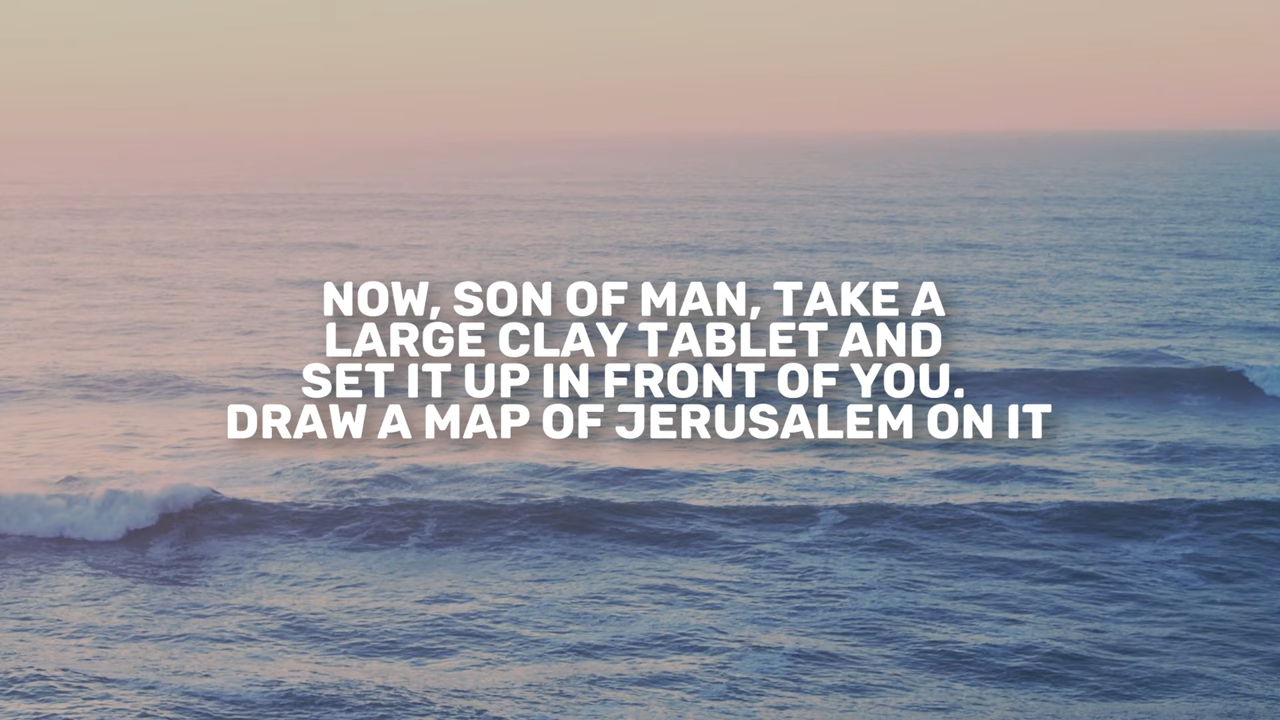 NOW, SON OF MAN, TAKE A
LARGE CLAY TABLET AND
SET IT UP IN FRONT OF YOU.
DRAW A MAP OF JERUSALEM ON IT